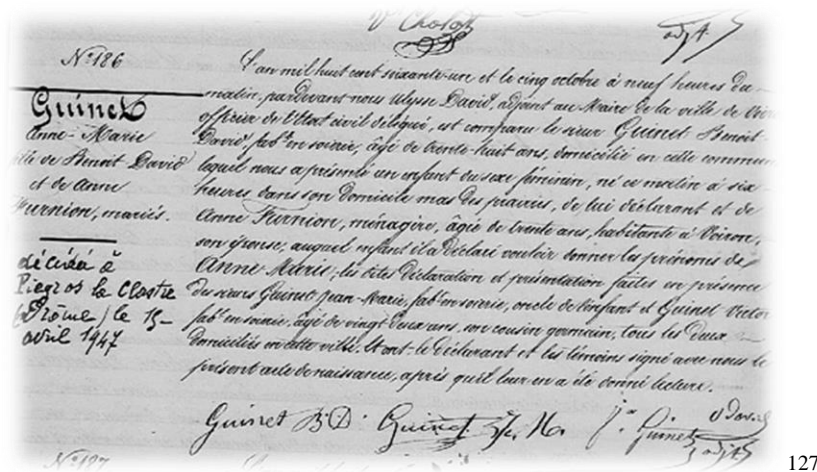 N° 186
Guinet
Anne-Marie
fille de Benoit David
et de Anne
Furnion, mariés.
décédée à
Piégros la Clastre
(Drôme) le 15
avril 1947
L'an mil huit cent soixante-un et le cinq octobre à neuf heures du
matin, pardevant nous Ulysse David, adjoint au Maire de la ville de Voiron
officier de l'Etat civil délégué, est comparu le sieur Guinet Benoit-
David, fab.t en soierie, âgé de trente-huit ans, domicilié en cette commune
lequel nous a présenté un enfant du sexe féminin, né ce matin à six
heures dans son domicile mas des prairies, de lui déclarant et de
Anne Furnion, ménagère, âgée de trente ans, habitante à Voiron,
son épouse, auquel enfant il a déclaré vouloir donner les prénoms de
Anne-Marie; les dites déclaration et présentation faites en présence
des sieurs Guinet Jean-Marie, fab.t en soierie, oncle de l'enfant et Guinet Victor
fab.t en soierie, âgé de vingt-deux ans, son cousin germain, tous les deux
domiciliés en cette ville. Et ont le déclarant et les témoins signé avec nous le
présent acte de naissance, après qu'il leur en a été donné lecture.
Guinet B D. Guinet
Guinet
N° 187
127